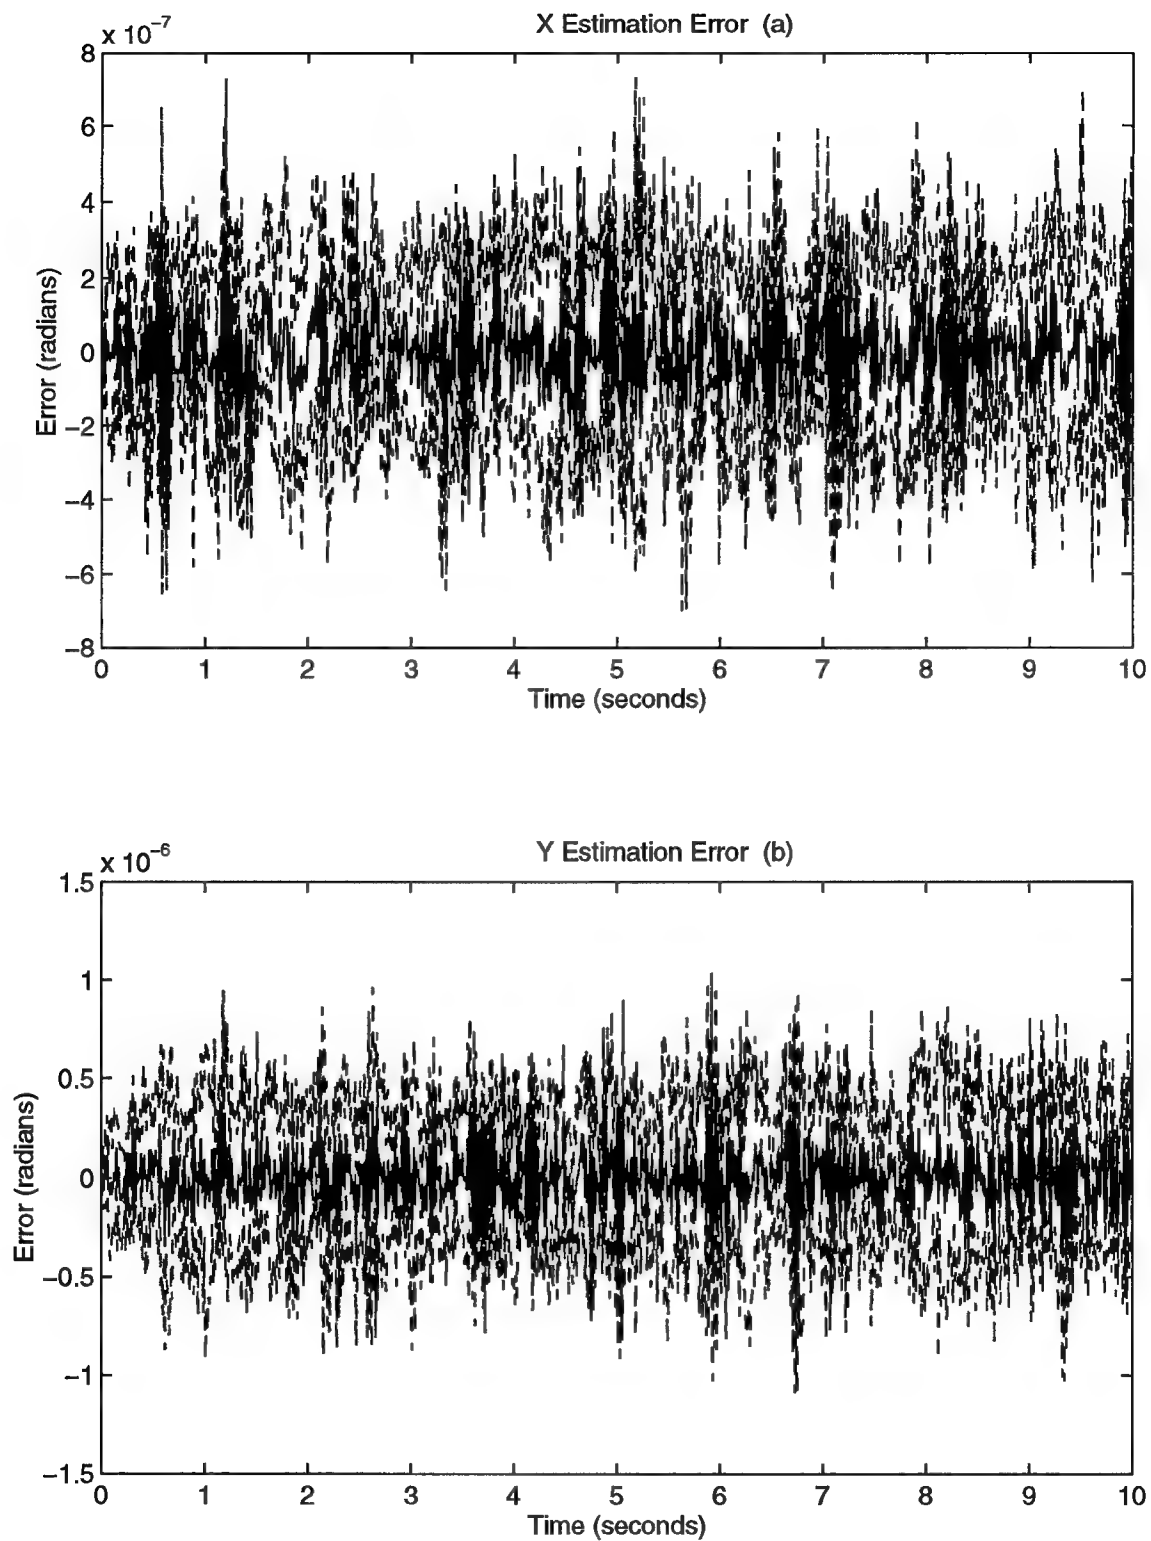 X Estimation Error (a)
x 10⁻⁷
8
6
4
2
0
−2
−4
−6
−8
Error (radians)
0 1 2 3 4 5 6 7 8 9 10
Time (seconds)
Y Estimation Error (b)
x 10⁻⁶
1.5
1
0.5
0
−0.5
−1
−1.5
Error (radians)
0 1 2 3 4 5 6 7 8 9 10
Time (seconds)